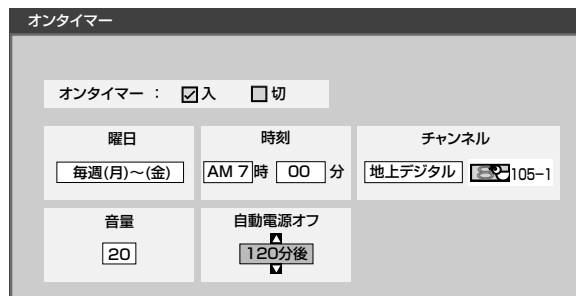 オンタイマー
オンタイマー : 入 切
曜日 時刻 チャンネル
毎週(月)~(金) AM 7 時 00 分 地上デジタル 105-1
音量 自動電源オフ
20 120分後